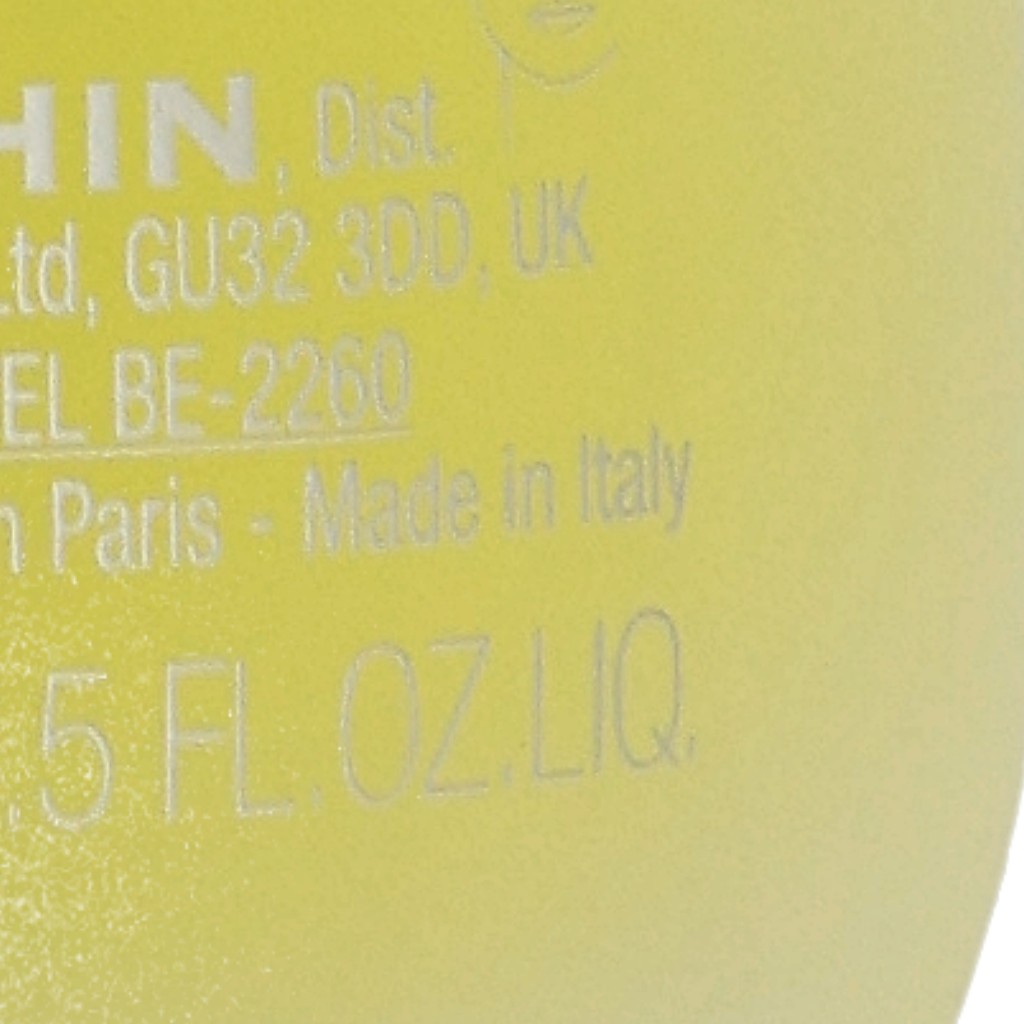 HIN, Dist.
Ltd, GU32 3DD, UK
EL BE-2260
n Paris - Made in Italy
.5 FL.OZ.LIQ.